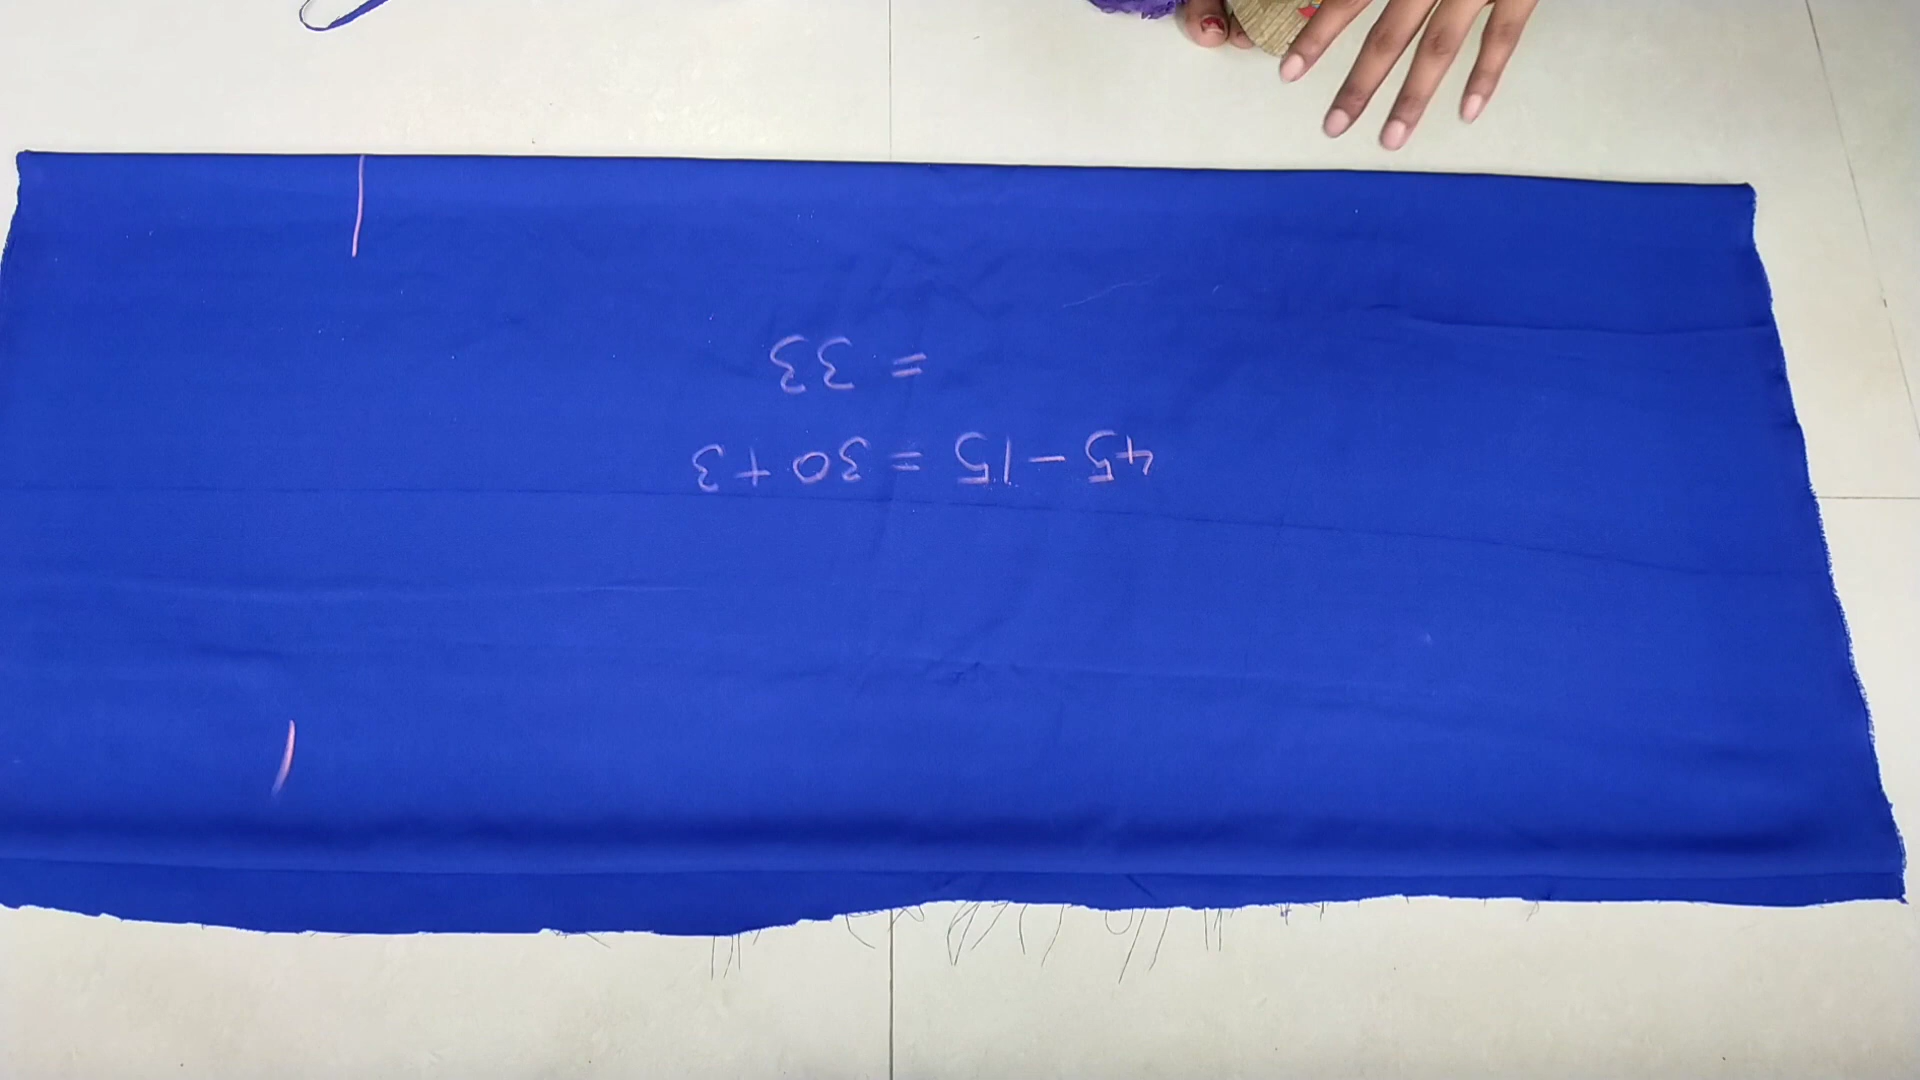 45 - 15 = 30 + 3
= 33